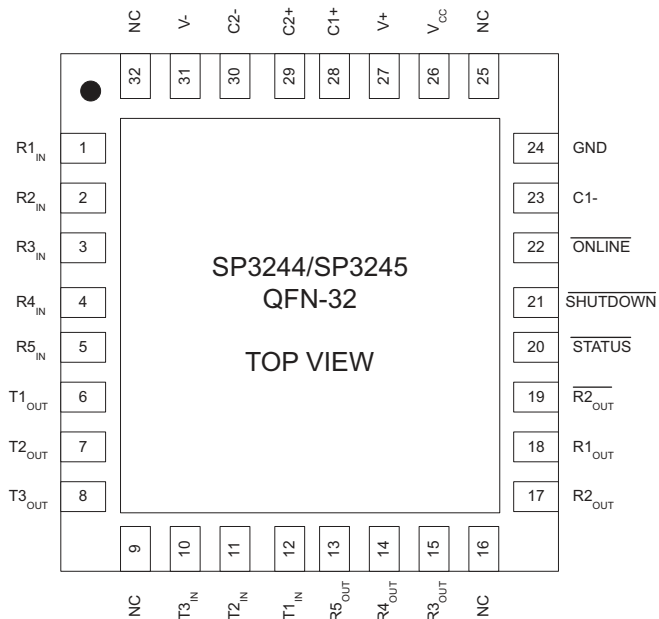 NC V- C2- C2+ C1+ V+ VCC NC
32 31 30 29 28 27 26 25
R1IN 1 24 GND
R2IN 2 23 C1-
R3IN 3 22 ONLINE
R4IN 4 21 SHUTDOWN
R5IN 5 20 STATUS
T1OUT 6 19 R2OUT
T2OUT 7 18 R1OUT
T3OUT 8 17 R2OUT
SP3244/SP3245
QFN-32
TOP VIEW
9 10 11 12 13 14 15 16
NC T3IN T2IN T1IN R5OUT R4OUT R3OUT NC